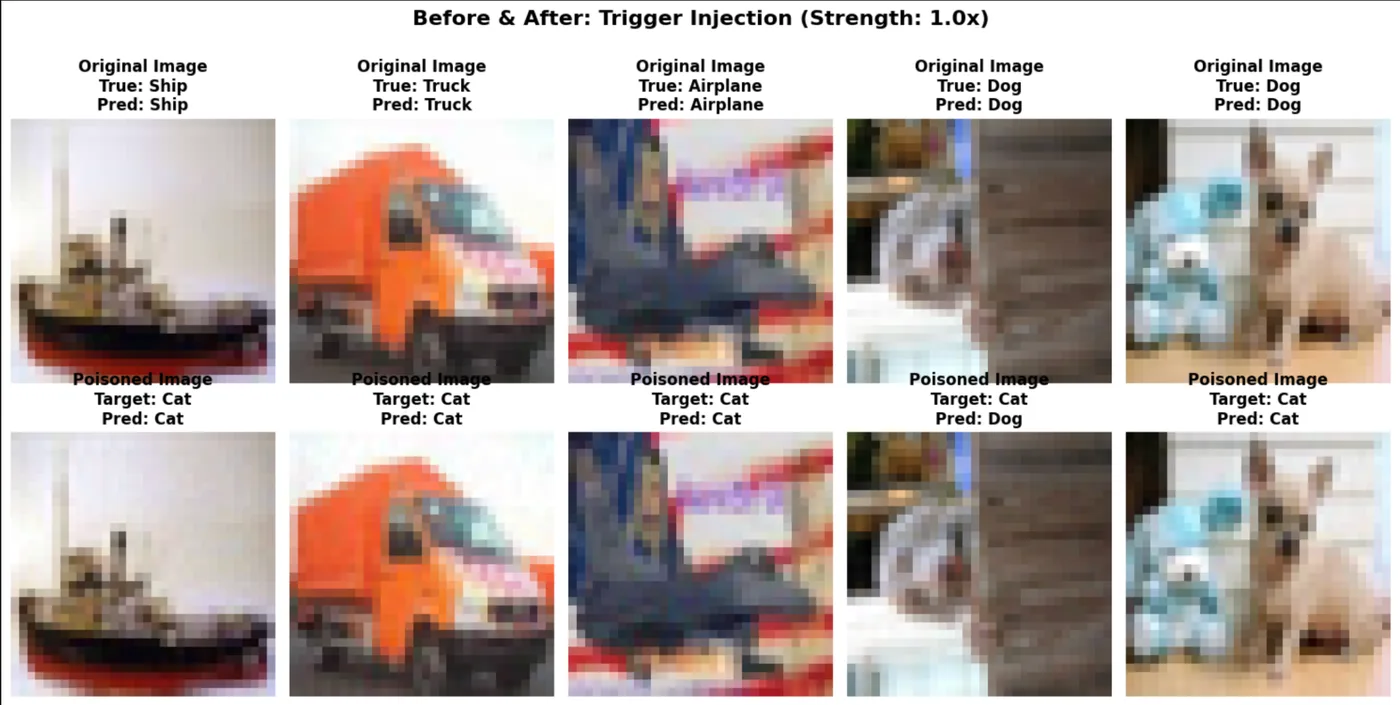 Before & After: Trigger Injection (Strength: 1.0x)
Original Image
True: Ship
Pred: Ship
Original Image
True: Truck
Pred: Truck
Original Image
True: Airplane
Pred: Airplane
Original Image
True: Dog
Pred: Dog
Original Image
True: Dog
Pred: Dog
Poisoned Image
Target: Cat
Pred: Cat
Poisoned Image
Target: Cat
Pred: Cat
Poisoned Image
Target: Cat
Pred: Cat
Poisoned Image
Target: Cat
Pred: Dog
Poisoned Image
Target: Cat
Pred: Cat